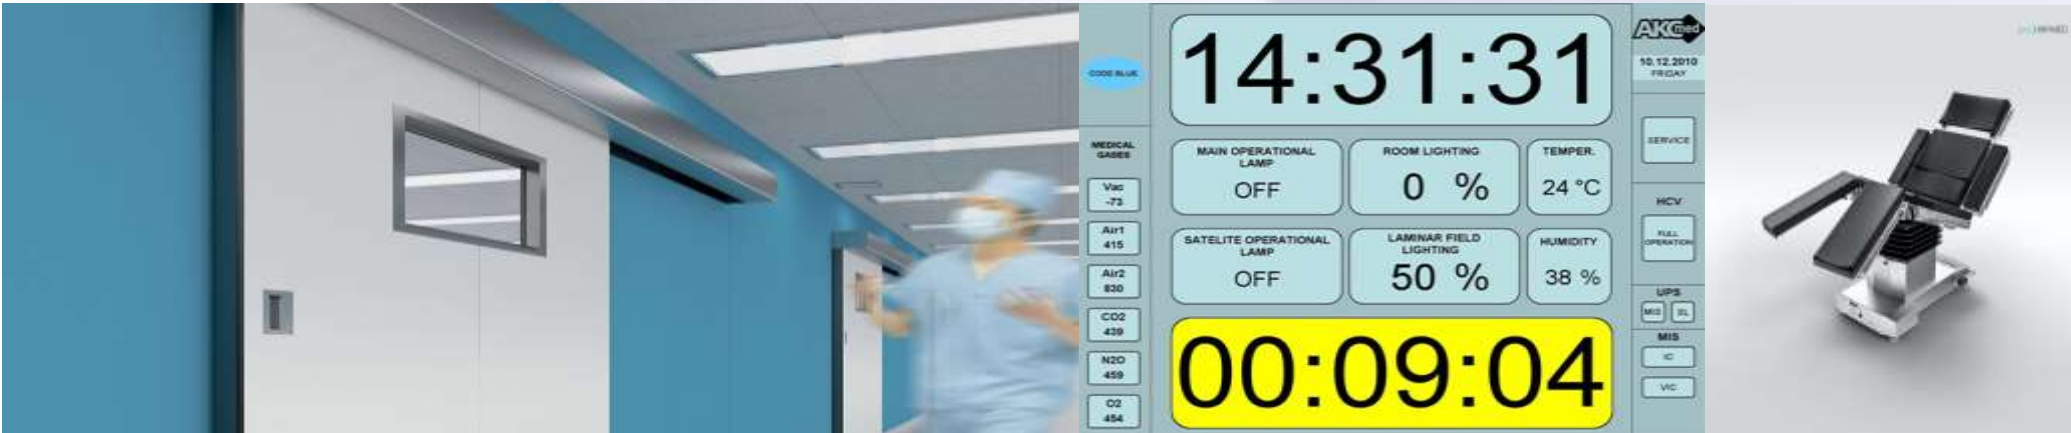 CODE BLUE
MEDICAL
GASES
Vac
-73
Air1
415
Air2
830
CO2
439
N2O
459
O2
454
14:31:31
MAIN OPERATIONAL
LAMP
OFF
ROOM LIGHTING
0 %
TEMPER.
24 °C
SATELITE OPERATIONAL
LAMP
OFF
LAMINAR FIELD
LIGHTING
50 %
HUMIDITY
38 %
00:09:04
AKCmed
10.12.2010
FRIDAY
SERVICE
HCV
FULL
OPERATION
UPS
MIS
IC
VIC